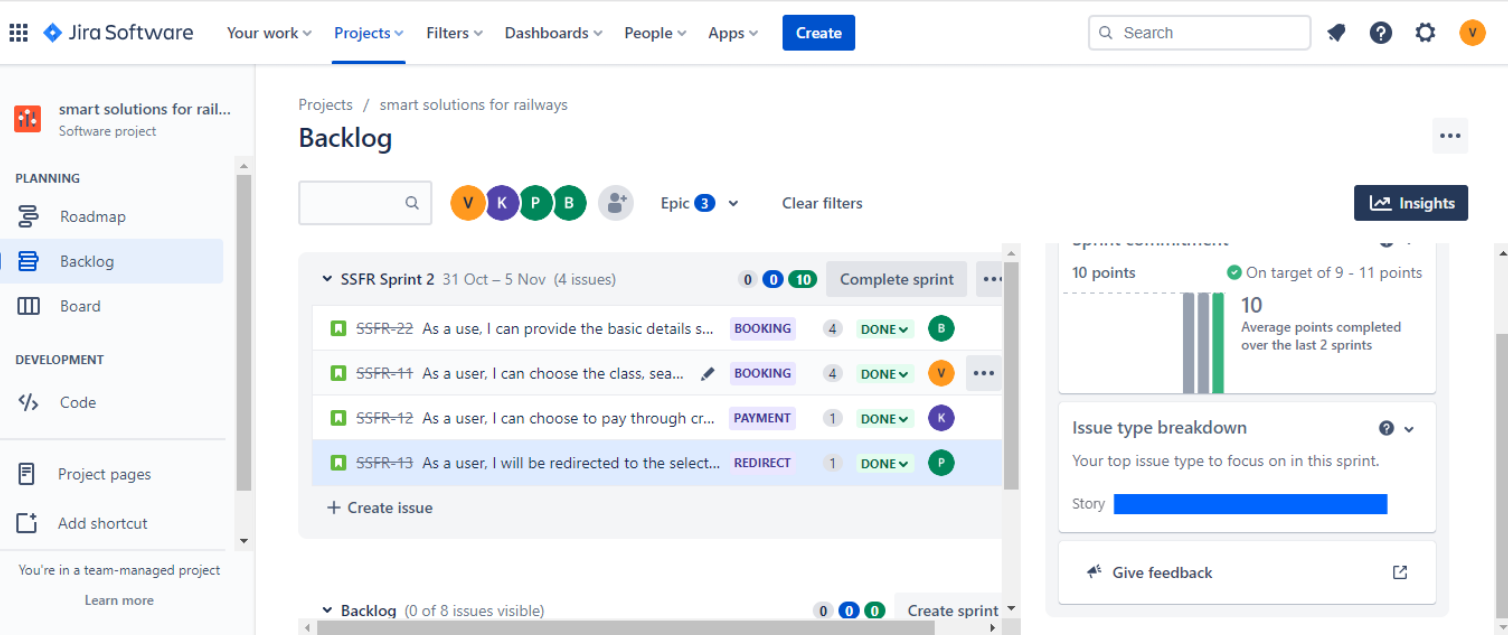 Jira Software Your work Projects Filters Dashboards People Apps Create Search V
smart solutions for rail...
Software project
PLANNING
Roadmap
Backlog
Board
DEVELOPMENT
Code
Project pages
Add shortcut
You're in a team-managed project
Learn more
Projects / smart solutions for railways
Backlog
V K P B Epic 3 Clear filters Insights
SSFR Sprint 2 31 Oct – 5 Nov (4 issues) 0 0 10 Complete sprint
SSFR-22 As a use, I can provide the basic details s... BOOKING 4 DONE B
SSFR-11 As a user, I can choose the class, sea... BOOKING 4 DONE V
SSFR-12 As a user, I can choose to pay through cr... PAYMENT 1 DONE K
SSFR-13 As a user, I will be redirected to the select... REDIRECT 1 DONE P
+ Create issue
Backlog (0 of 8 issues visible) 0 0 0 Create sprint
Sprint commitment
10 points On target of 9 - 11 points
10
Average points completed
over the last 2 sprints
Issue type breakdown
Your top issue type to focus on in this sprint.
Story
Give feedback